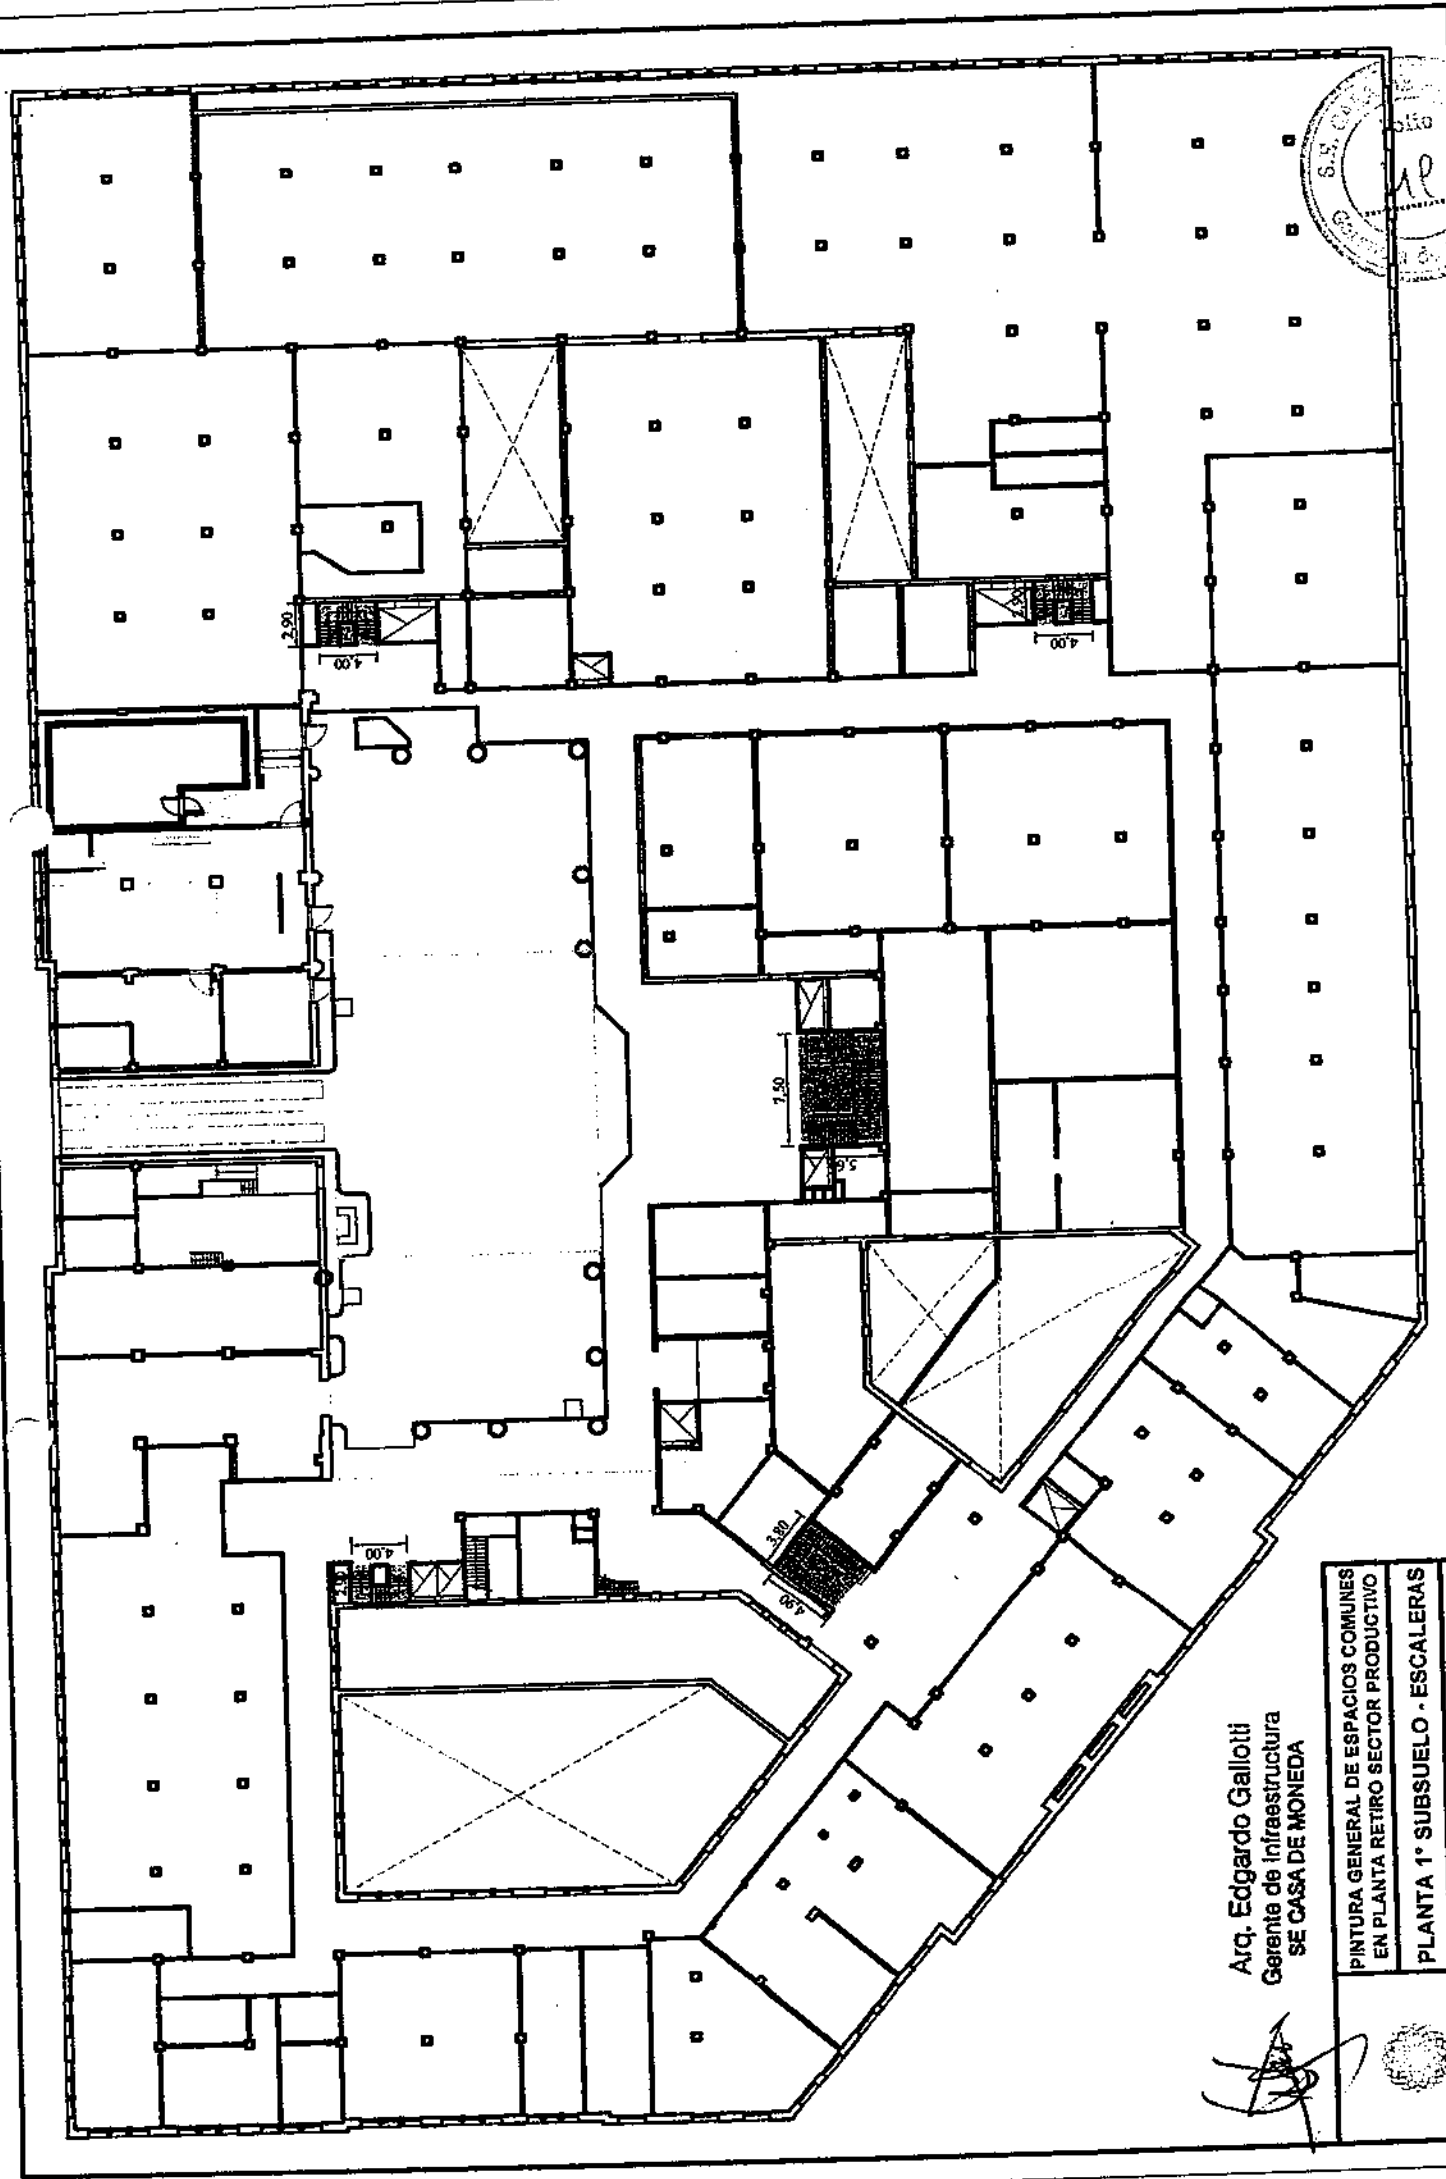 2,90
4,00
2,90
4,00
7,50
4,00
3,80
4,90
Arq. Edgardo Gallotti
Gerente de Infraestructura
SE CASA DE MONEDA
PINTURA GENERAL DE ESPACIOS COMUNES
EN PLANTA RETIRO SECTOR PRODUCTIVO
PLANTA 1° SUBSUELO - ESCALERAS
S.E.